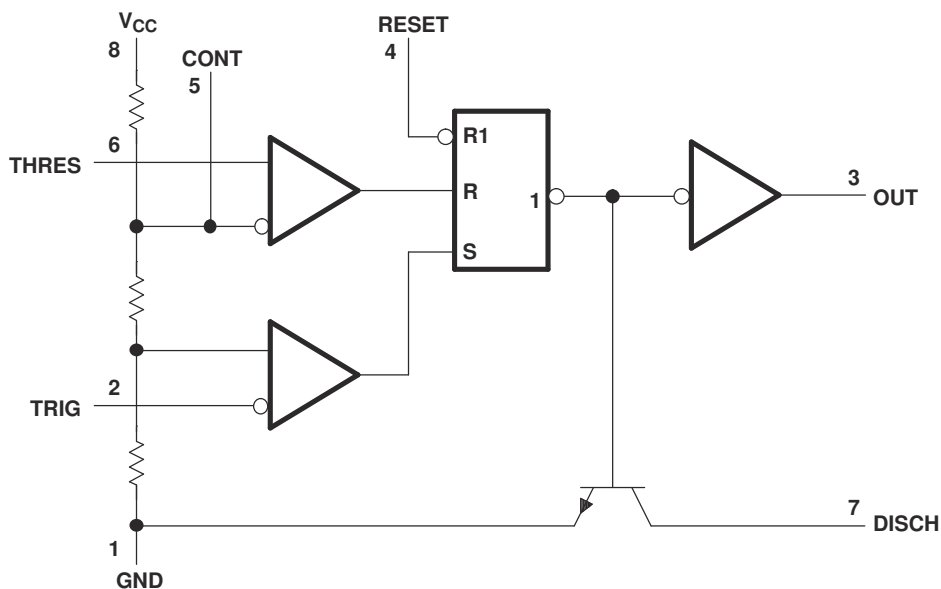 VCC
8
CONT
5
RESET
4
6
THRES
R1
R
1
S
3
OUT
2
TRIG
7
DISCH
1
GND